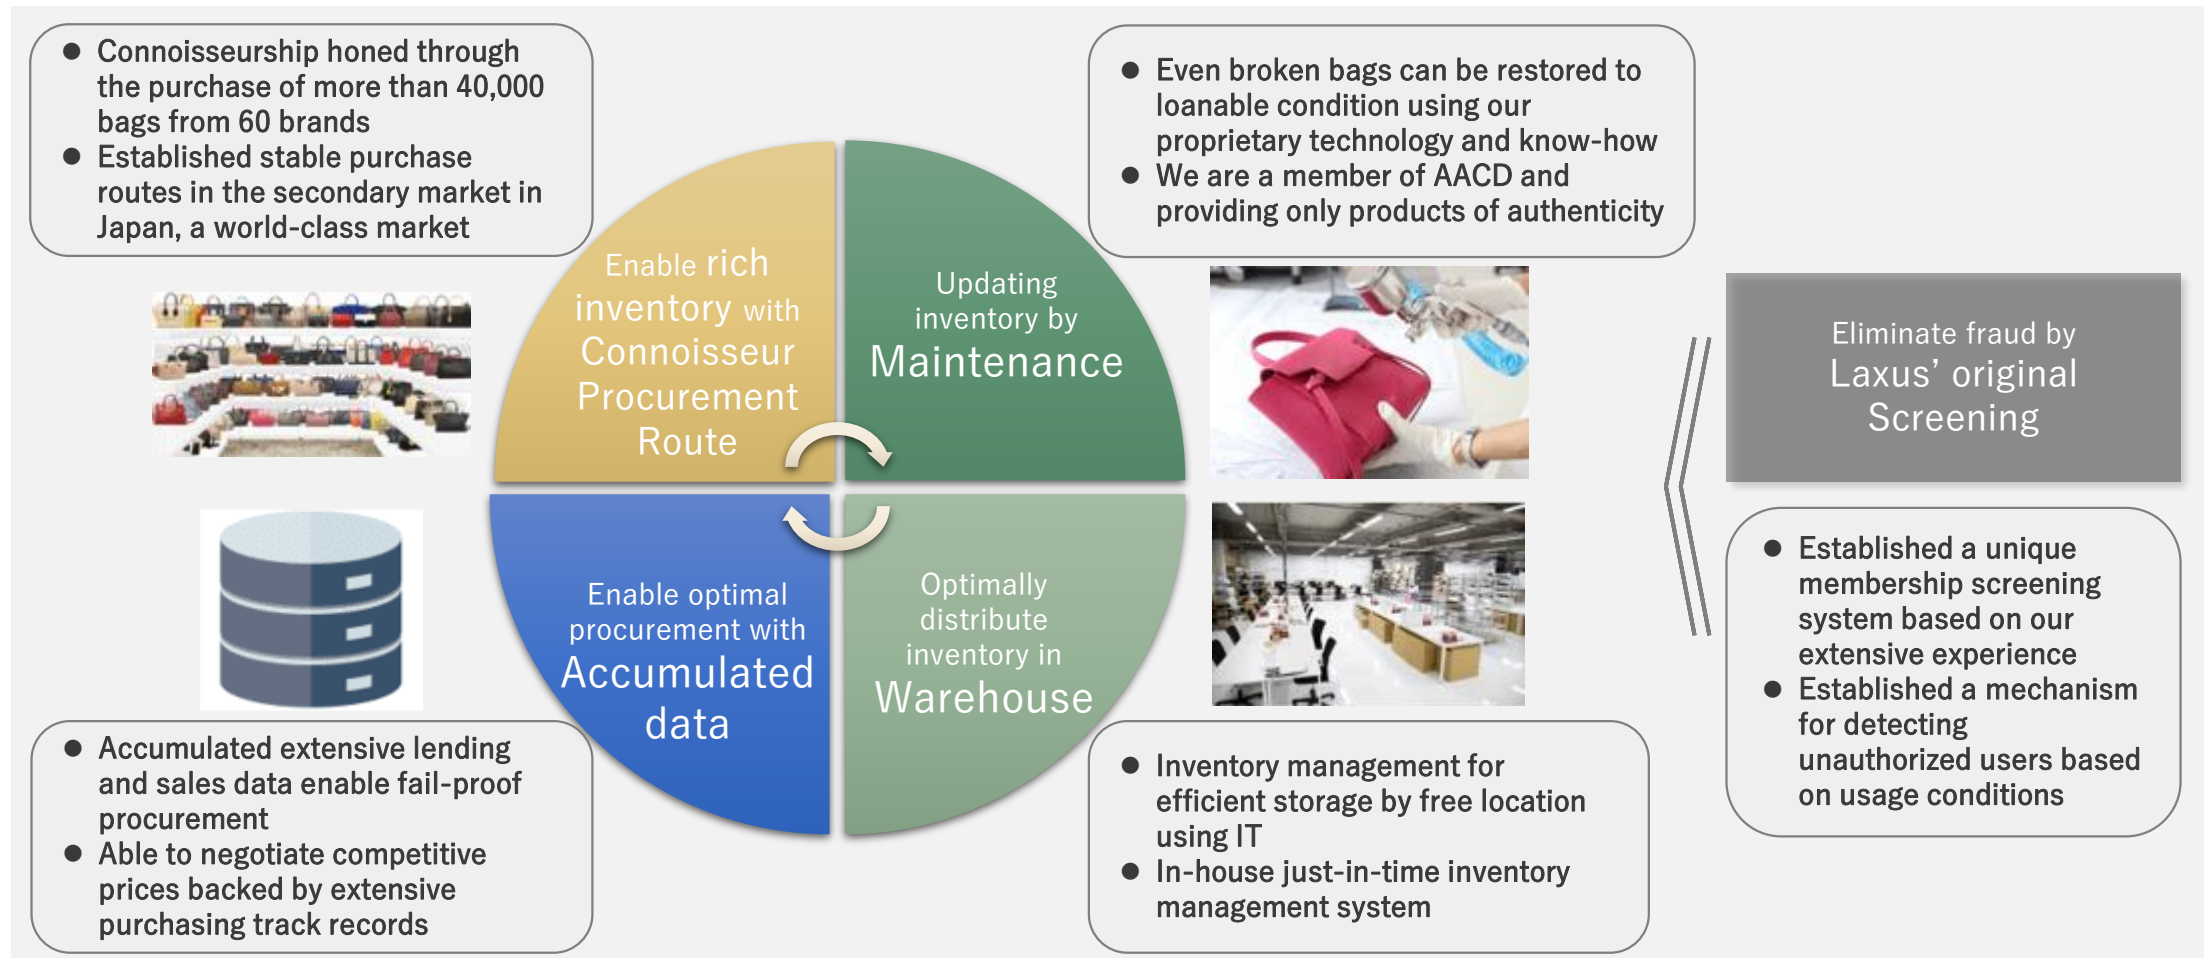 ● Connoisseurship honed through
the purchase of more than 40,000
bags from 60 brands
● Established stable purchase
routes in the secondary market in
Japan, a world-class market
Enable rich
inventory with
Connoisseur
Procurement
Route
Updating
inventory by
Maintenance
● Even broken bags can be restored to
loanable condition using our
proprietary technology and know-how
● We are a member of AACD and
providing only products of authenticity
Enable optimal
procurement with
Accumulated
data
● Accumulated extensive lending
and sales data enable fail-proof
procurement
● Able to negotiate competitive
prices backed by extensive
purchasing track records
Optimally
distribute
inventory in
Warehouse
● Inventory management for
efficient storage by free location
using IT
● In-house just-in-time inventory
management system
Eliminate fraud by
Laxus’ original
Screening
● Established a unique
membership screening
system based on our
extensive experience
● Established a mechanism
for detecting
unauthorized users based
on usage conditions